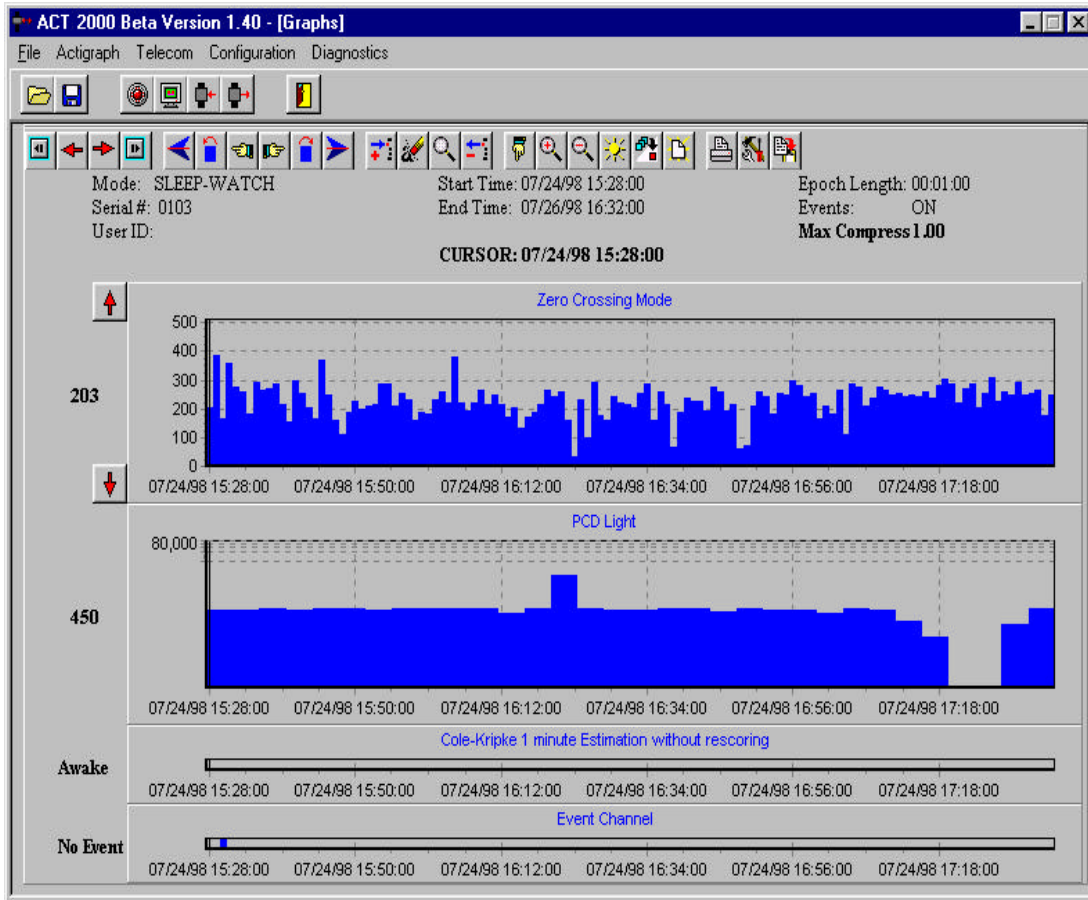 ACT 2000 Beta Version 1.40 - [Graphs]
File Actigraph Telecom Configuration Diagnostics
Mode: SLEEP-WATCH Start Time: 07/24/98 15:28:00 Epoch Length: 00:01:00
Serial #: 0103 End Time: 07/26/98 16:32:00 Events: ON
User ID: Max Compress 1.00
CURSOR: 07/24/98 15:28:00
Zero Crossing Mode
500
400
300
203
200
100
0
07/24/98 15:28:00 07/24/98 15:50:00 07/24/98 16:12:00 07/24/98 16:34:00 07/24/98 16:56:00 07/24/98 17:18:00
PCD Light
80,000
450
07/24/98 15:28:00 07/24/98 15:50:00 07/24/98 16:12:00 07/24/98 16:34:00 07/24/98 16:56:00 07/24/98 17:18:00
Cole-Kripke 1 minute Estimation without rescoring
Awake
07/24/98 15:28:00 07/24/98 15:50:00 07/24/98 16:12:00 07/24/98 16:34:00 07/24/98 16:56:00 07/24/98 17:18:00
Event Channel
No Event
07/24/98 15:28:00 07/24/98 15:50:00 07/24/98 16:12:00 07/24/98 16:34:00 07/24/98 16:56:00 07/24/98 17:18:00